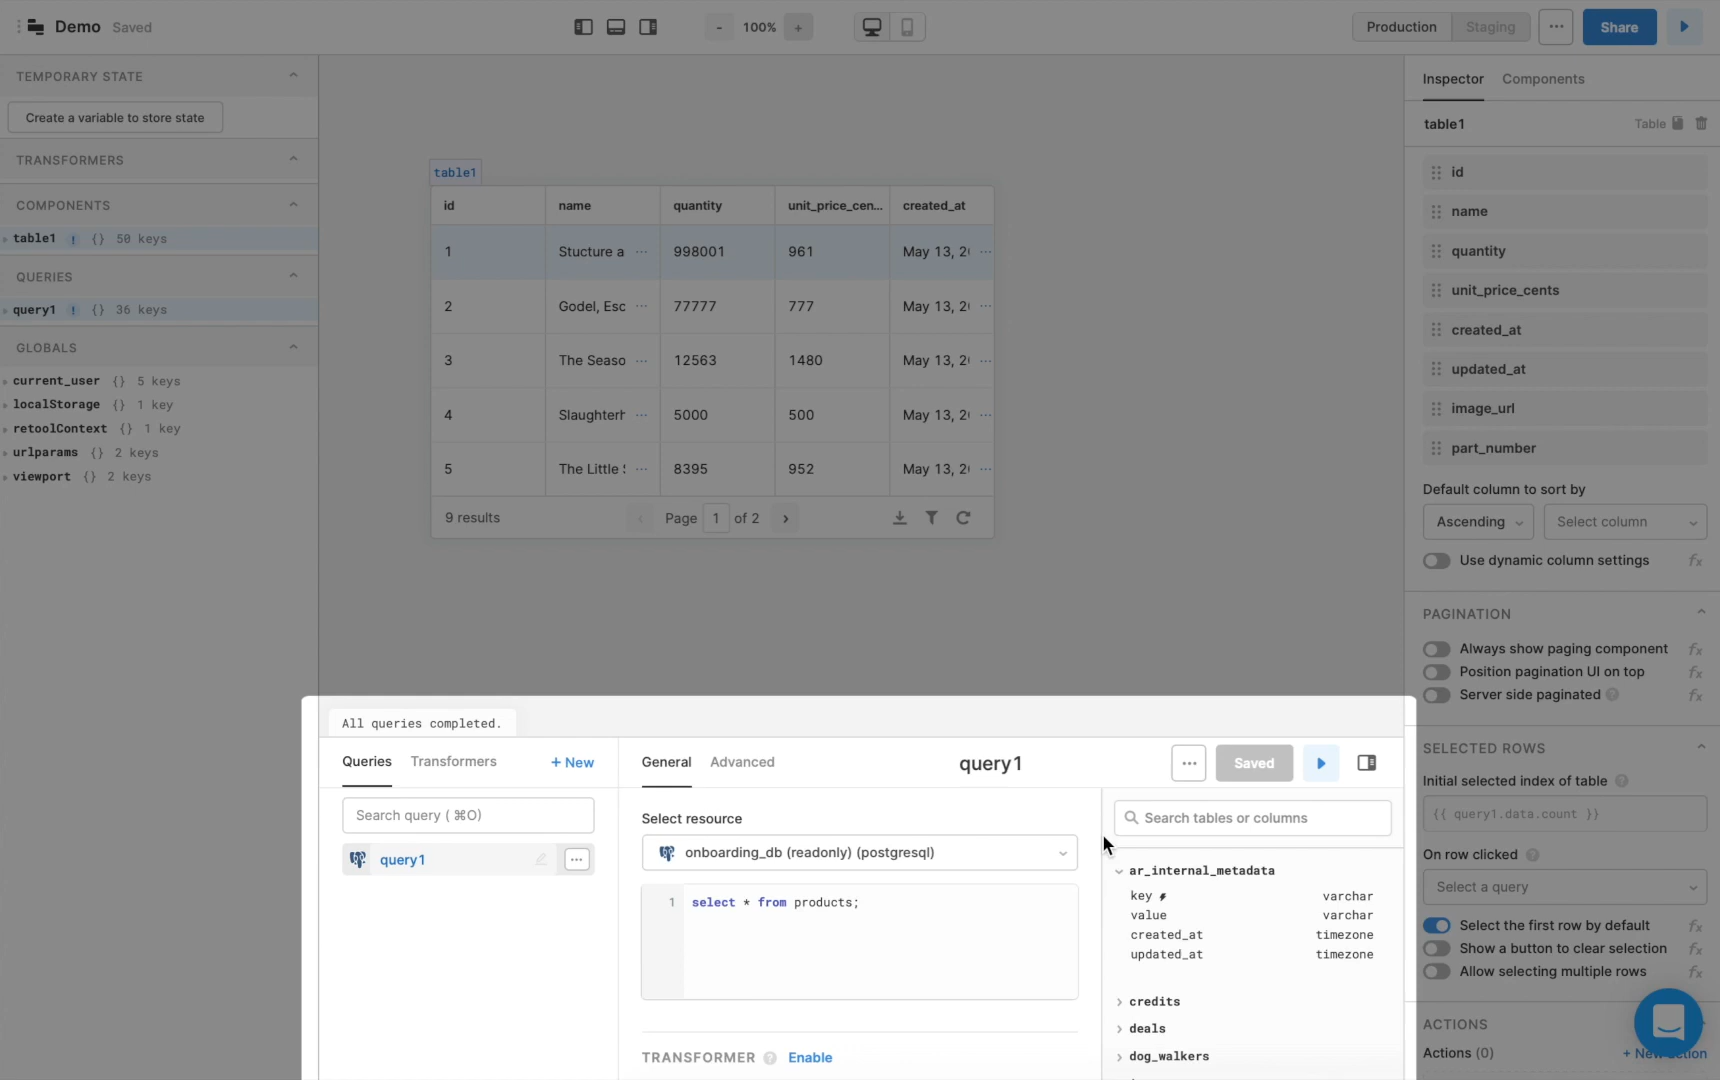 Demo Saved
100%
Production Staging
Share
TEMPORARY STATE
Create a variable to store state
TRANSFORMERS
COMPONENTS
table1 ! {} 50 keys
QUERIES
query1 ! {} 36 keys
GLOBALS
current_user {} 5 keys
localStorage {} 1 key
retoolContext {} 1 key
urlparams {} 2 keys
viewport {} 2 keys
table1
id name quantity unit_price_cen... created_at
1 Stucture a ... 998001 961 May 13, 2 ...
2 Godel, Esc ... 77777 777 May 13, 2 ...
3 The Seaso ... 12563 1480 May 13, 2 ...
4 Slaughterh ... 5000 500 May 13, 2 ...
5 The Little ... 8395 952 May 13, 2 ...
9 results Page 1 of 2
Inspector Components
table1 Table
id
name
quantity
unit_price_cents
created_at
updated_at
image_url
part_number
Default column to sort by
Ascending Select column
Use dynamic column settings fx
PAGINATION
Always show paging component fx
Position pagination UI on top fx
Server side paginated fx
SELECTED ROWS
Initial selected index of table
{{ query1.data.count }}
On row clicked
Select a query
Select the first row by default fx
Show a button to clear selection fx
Allow selecting multiple rows fx
ACTIONS
Actions (0) + New action
All queries completed.
Queries Transformers + New
Search query ( ⌘O)
query1
General Advanced query1 Saved
Select resource
onboarding_db (readonly) (postgresql)
1 select * from products;
TRANSFORMER Enable
Search tables or columns
ar_internal_metadata
key varchar
value varchar
created_at timezone
updated_at timezone
credits
deals
dog_walkers